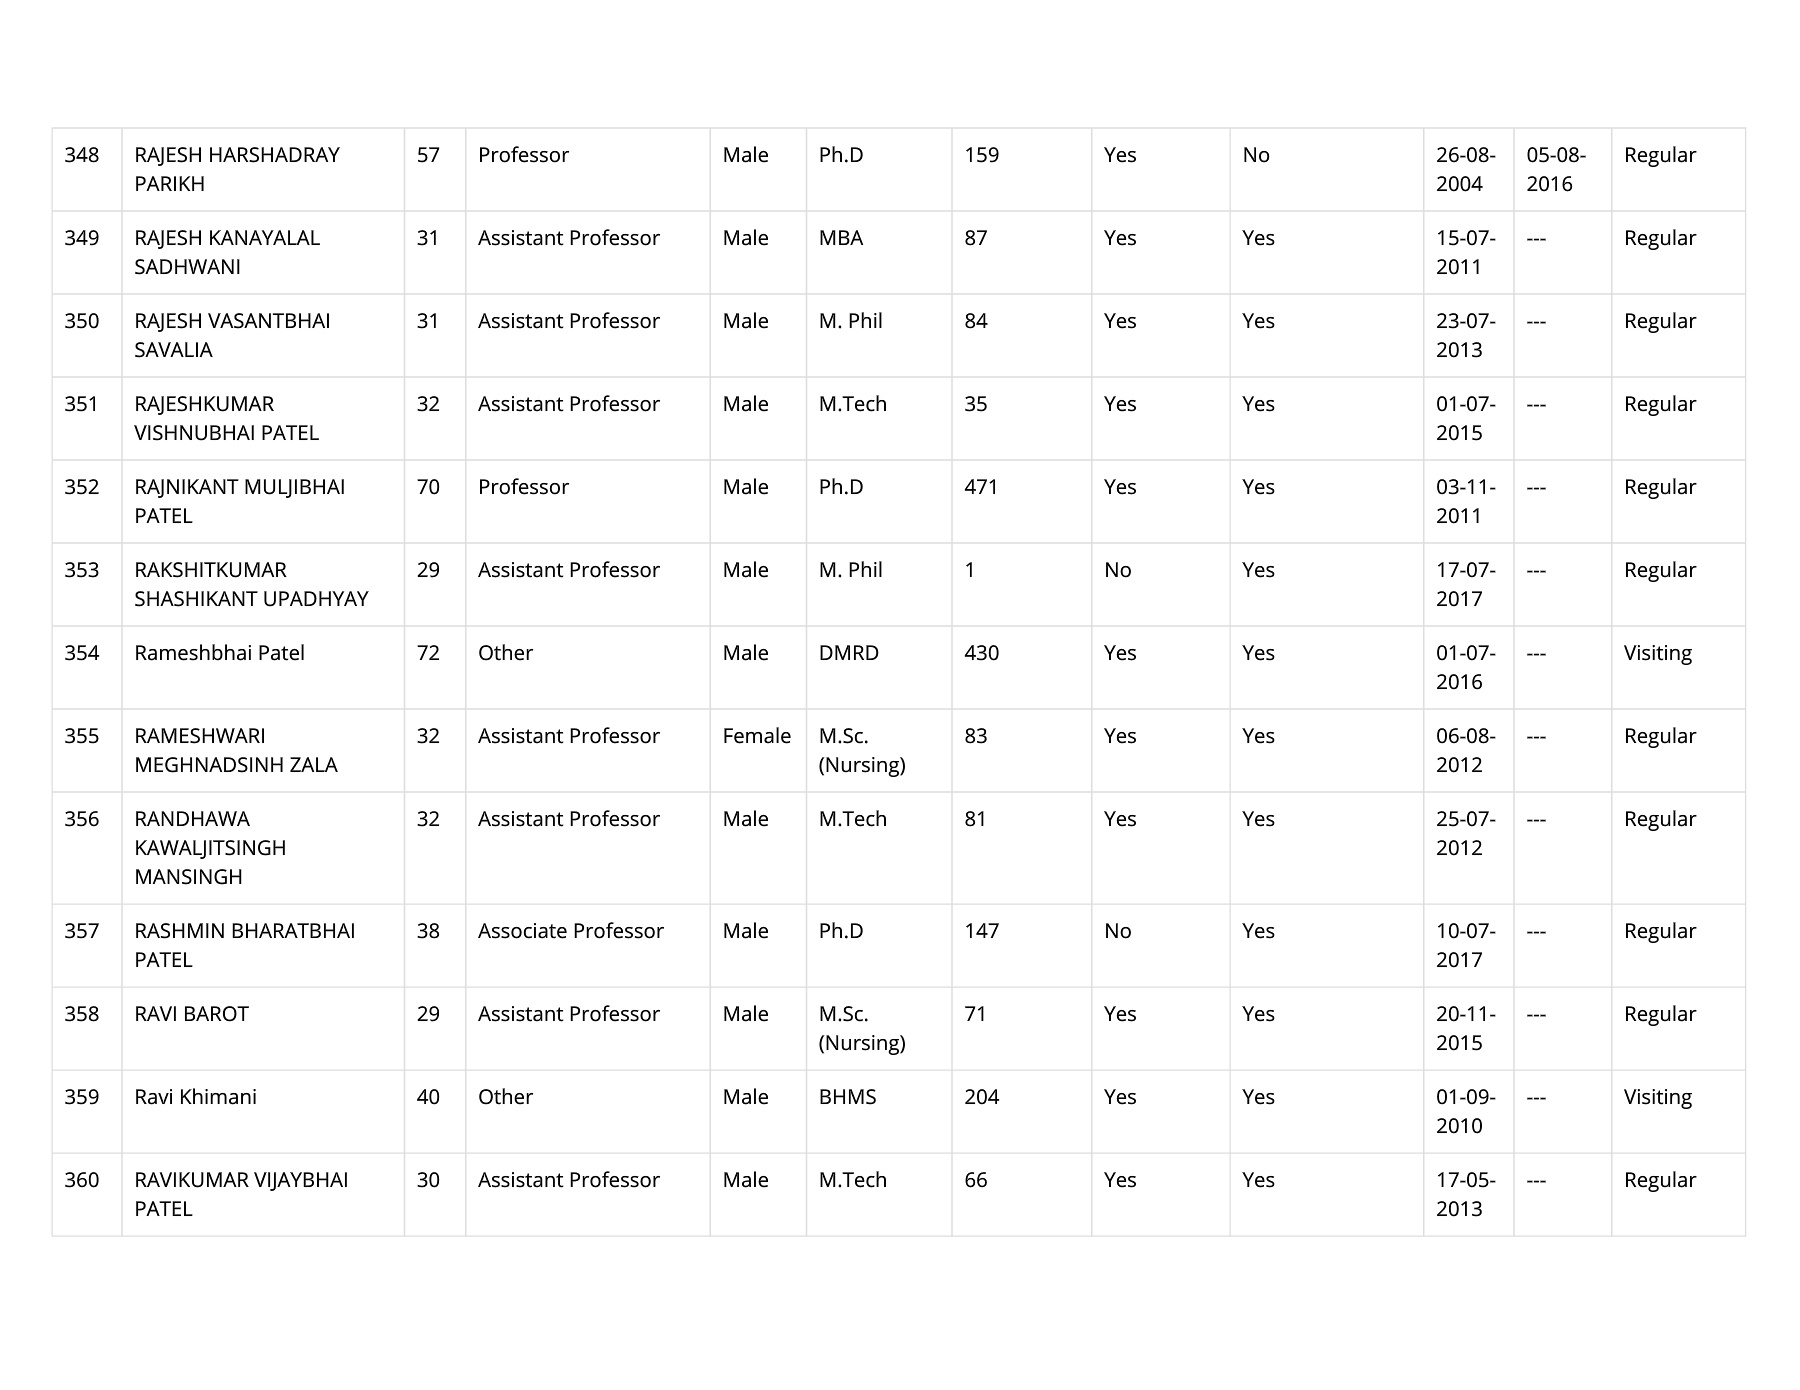 348 RAJESH HARSHADRAY 57 Professor Male Ph.D 159 Yes No 26-08- 05-08- Regular
PARIKH 2004 2016
349 RAJESH KANAYALAL 31 Assistant Professor Male MBA 87 Yes Yes 15-07- --- Regular
SADHWANI 2011
350 RAJESH VASANTBHAI 31 Assistant Professor Male M. Phil 84 Yes Yes 23-07- --- Regular
SAVALIA 2013
351 RAJESHKUMAR 32 Assistant Professor Male M.Tech 35 Yes Yes 01-07- --- Regular
VISHNUBHAI PATEL 2015
352 RAJNIKANT MULJIBHAI 70 Professor Male Ph.D 471 Yes Yes 03-11- --- Regular
PATEL 2011
353 RAKSHITKUMAR 29 Assistant Professor Male M. Phil 1 No Yes 17-07- --- Regular
SHASHIKANT UPADHYAY 2017
354 Rameshbhai Patel 72 Other Male DMRD 430 Yes Yes 01-07- --- Visiting
2016
355 RAMESHWARI 32 Assistant Professor Female M.Sc. 83 Yes Yes 06-08- --- Regular
MEGHNADSINH ZALA (Nursing) 2012
356 RANDHAWA 32 Assistant Professor Male M.Tech 81 Yes Yes 25-07- --- Regular
KAWALJITSINGH 2012
MANSINGH
357 RASHMIN BHARATBHAI 38 Associate Professor Male Ph.D 147 No Yes 10-07- --- Regular
PATEL 2017
358 RAVI BAROT 29 Assistant Professor Male M.Sc. 71 Yes Yes 20-11- --- Regular
(Nursing) 2015
359 Ravi Khimani 40 Other Male BHMS 204 Yes Yes 01-09- --- Visiting
2010
360 RAVIKUMAR VIJAYBHAI 30 Assistant Professor Male M.Tech 66 Yes Yes 17-05- --- Regular
PATEL 2013